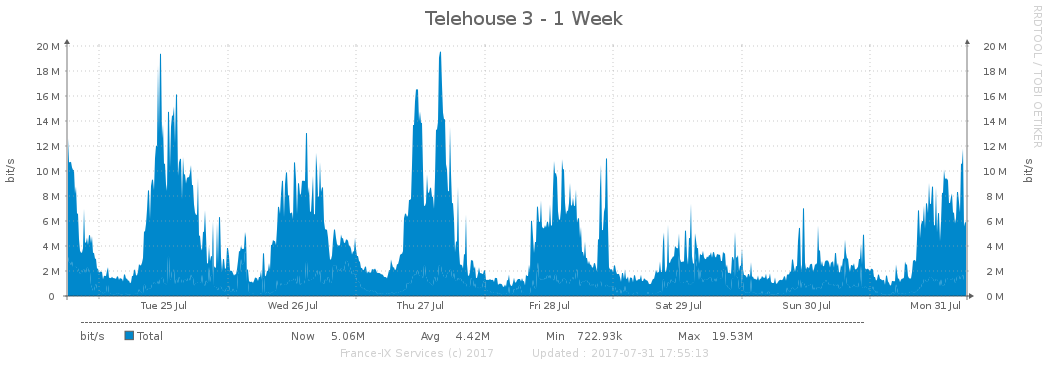 Telehouse 3 - 1 Week
RRDTOOL / TOBI OETIKER
bit/s
20 M 20 M
18 M 18 M
16 M 16 M
14 M 14 M
12 M 12 M
10 M 10 M
8 M 8 M
6 M 6 M
4 M 4 M
2 M 2 M
0 0 M
bit/s
Tue 25 Jul Wed 26 Jul Thu 27 Jul Fri 28 Jul Sat 29 Jul Sun 30 Jul Mon 31 Jul
bit/s Total Now 5.06M Avg 4.42M Min 722.93k Max 19.53M
France-IX Services (c) 2017 Updated : 2017-07-31 17:55:13